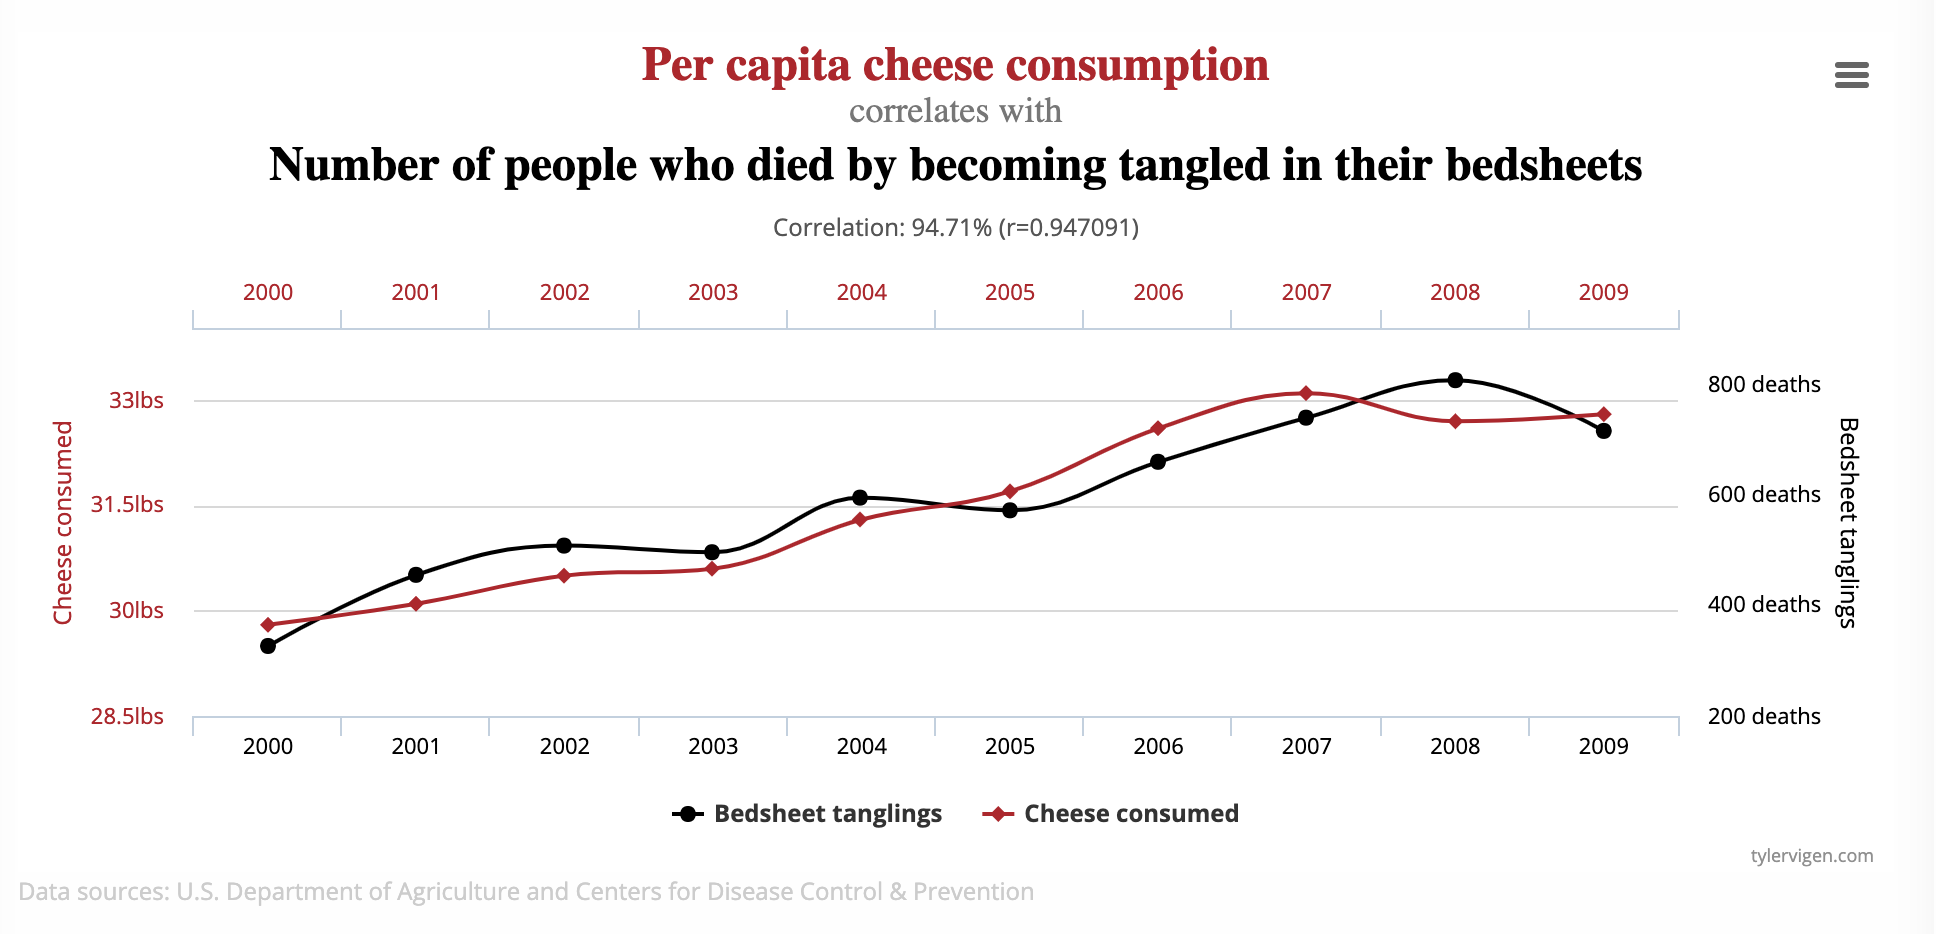 Per capita cheese consumption
correlates with
Number of people who died by becoming tangled in their bedsheets
Correlation: 94.71% (r=0.947091)
2000 2001 2002 2003 2004 2005 2006 2007 2008 2009
Cheese consumed
33lbs
31.5lbs
30lbs
28.5lbs
800 deaths
600 deaths
400 deaths
200 deaths
Bedsheet tanglings
2000 2001 2002 2003 2004 2005 2006 2007 2008 2009
Bedsheet tanglings Cheese consumed
tylervigen.com
Data sources: U.S. Department of Agriculture and Centers for Disease Control & Prevention